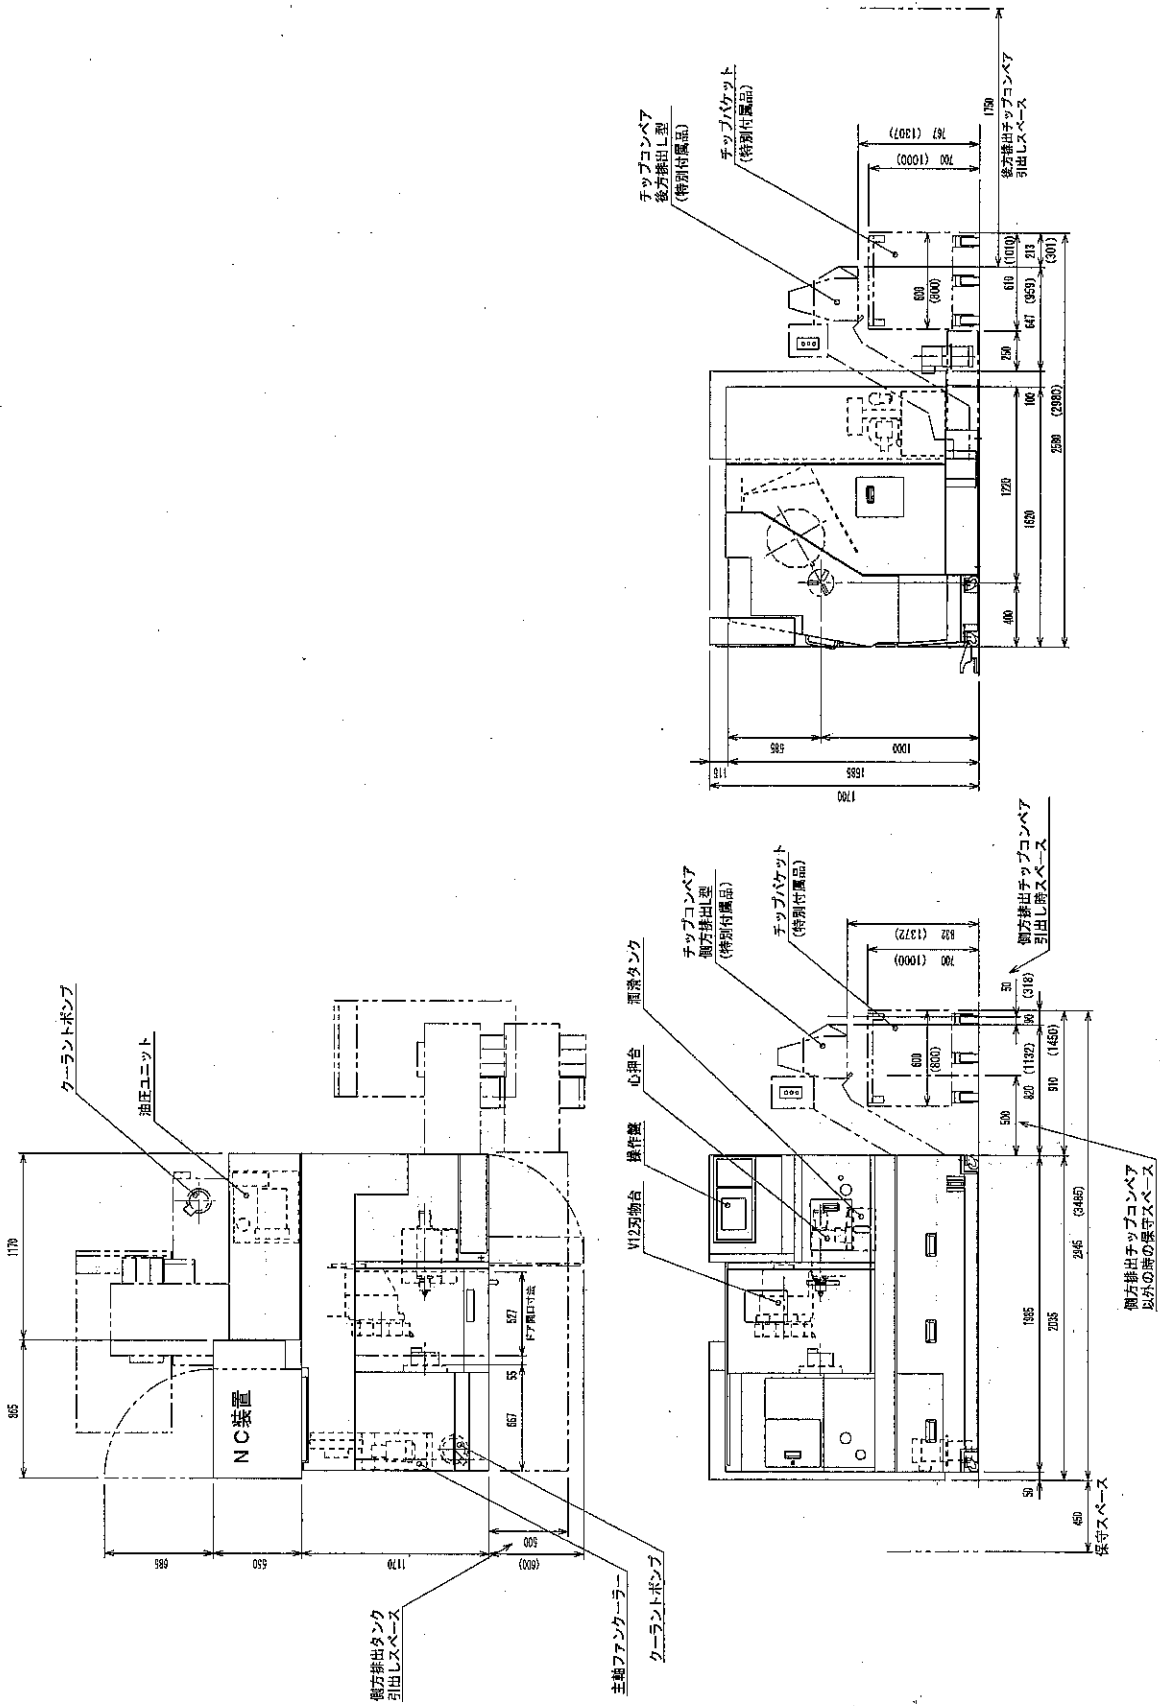 クーラントポンプ
油圧ユニット
1170
865
NC装置
685
550
1170
(600)
500
667
55
527
ドア開口寸法
側方排出タンク
引出しスペース
主軸ファンクーラー
クーラントポンプ
V12刃物台
操作盤
心押台
潤滑タンク
チップコンベア
側方排出L型
(特別付属品)
チップバケット
(特別付属品)
832 (1372)
700 (1000)
600
(800)
500
820 (1132)
90
50
(318)
910
(1450)
側方排出チップコンベア
引出し時スペース
50
1985
2035
2945
(3485)
450
保守スペース
側方排出チップコンベア
以外の時の保守スペース
チップコンベア
後方排出L型
(特別付属品)
チップバケット
(特別付属品)
767 (1307)
700 (1000)
600
(800)
1750
後方排出チップコンベア
引出しスペース
115
585
1000
1585
1700
400
1220
100
250
610
(1010)
1620
647 (959)
213
(301)
2580 (2980)